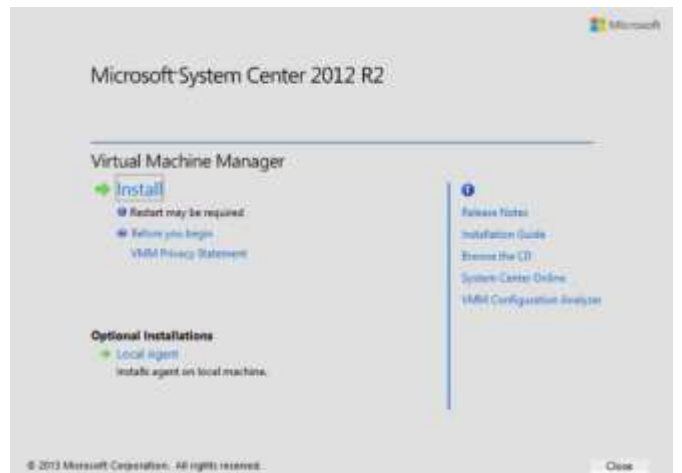 Microsoft
Microsoft System Center 2012 R2
Virtual Machine Manager
Install
Restart may be required
Before you begin
VMM Privacy Statement
Release Notes
Installation Guide
Browse the CD
System Center Online
VMM Configuration Analyzer
Optional Installations
Local Agent
Installs agent on local machine.
© 2013 Microsoft Corporation. All rights reserved.
Close